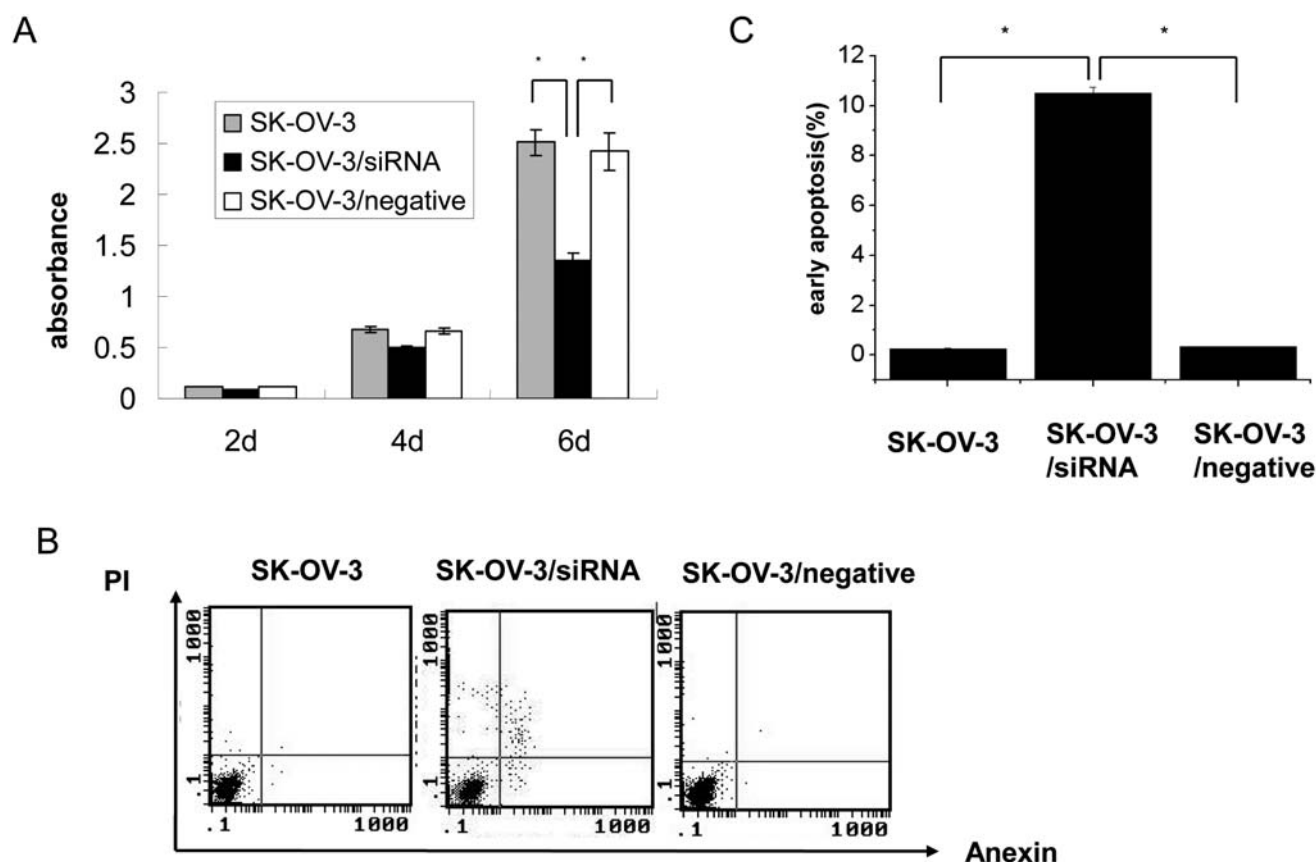 A
* *
3
2.5
2
1.5
1
0.5
0
absorbance
SK-OV-3
SK-OV-3/siRNA
SK-OV-3/negative
2d 4d 6d
C
* *
12
10
8
6
4
2
0
early apoptosis(%)
SK-OV-3 SK-OV-3 SK-OV-3
/siRNA /negative
B
PI
SK-OV-3 SK-OV-3/siRNA SK-OV-3/negative
1000 1000 1000
.1 .1 .1
.1 1000 .1 1000 .1 1000
Anexin